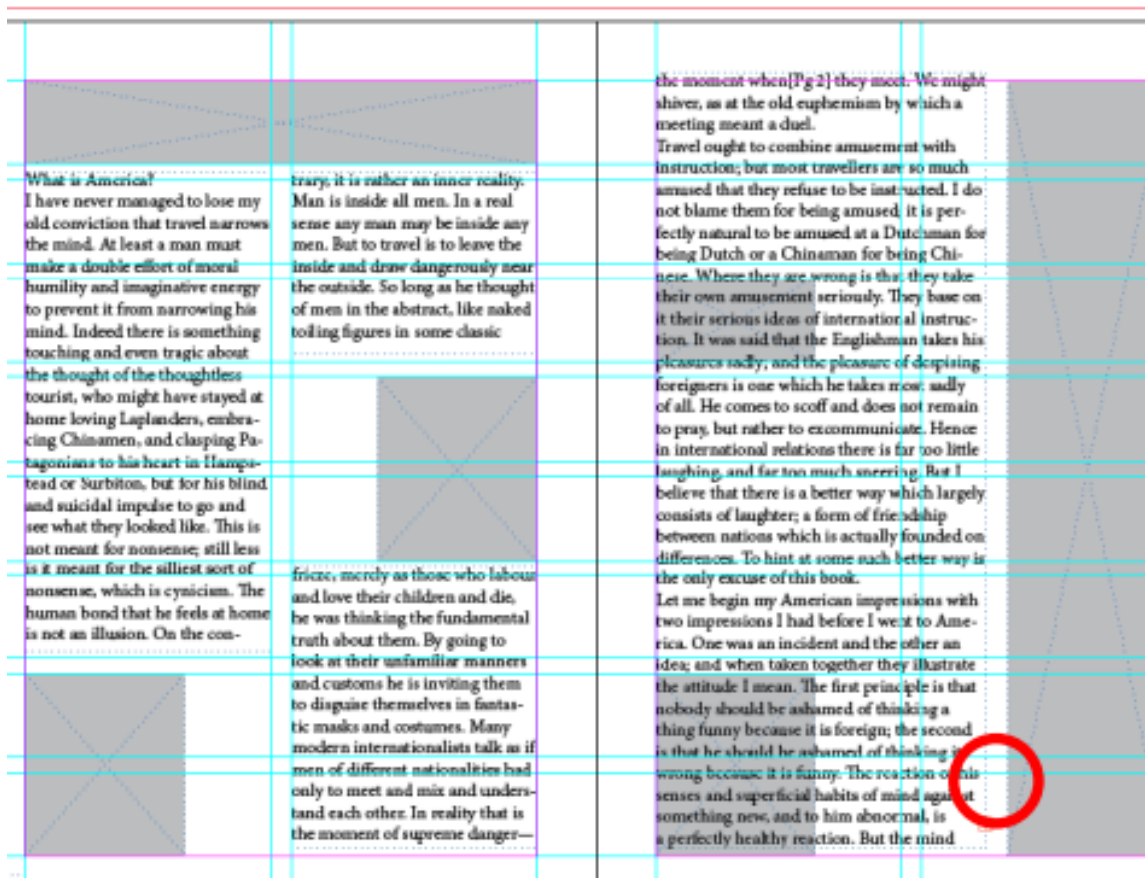 What is America?
I have never managed to lose my
old conviction that travel narrows
the mind. At least a man must
make a double effort of moral
humility and imaginative energy
to prevent it from narrowing his
mind. Indeed there is something
touching and even tragic about
the thought of the thoughtless
tourist, who might have stayed at
home loving Laplanders, embra-
cing Chinamen, and clasping Pa-
tagonians to his heart in Hamps-
tead or Surbiton, but for his blind
and suicidal impulse to go and
see what they looked like. This is
not meant for nonsense; still less
is it meant for the silliest sort of
nonsense, which is cynicism. The
human bond that he feels at home
is not an illusion. On the con-
trary, it is rather an inner reality.
Man is inside all men. In a real
sense any man may be inside any
men. But to travel is to leave the
inside and draw dangerously near
the outside. So long as he thought
of men in the abstract, like naked
toiling figures in some classic
frieze, merely as those who labour
and love their children and die,
he was thinking the fundamental
truth about them. By going to
look at their unfamiliar manners
and customs he is inviting them
to disguise themselves in fantas-
tic masks and costumes. Many
modern internationalists talk as if
men of different nationalities had
only to meet and mix and unders-
tand each other. In reality that is
the moment of supreme danger—
the moment when[Pg 2] they meet. We might
shiver, as at the old euphemism by which a
meeting meant a duel.
Travel ought to combine amusement with
instruction; but most travellers are so much
amused that they refuse to be instructed. I do
not blame them for being amused; it is per-
fectly natural to be amused at a Dutchman for
being Dutch or a Chinaman for being Chi-
nese. Where they are wrong is that they take
their own amusement seriously. They base on
it their serious ideas of international instruc-
tion. It was said that the Englishman takes his
pleasures sadly; and the pleasure of despising
foreigners is one which he takes most sadly
of all. He comes to scoff and does not remain
to pray, but rather to excommunicate. Hence
in international relations there is far too little
laughing, and far too much sneering. But I
believe that there is a better way which largely
consists of laughter; a form of friendship
between nations which is actually founded on
differences. To hint at some such better way is
the only excuse of this book.
Let me begin my American impressions with
two impressions I had before I went to Ame-
rica. One was an incident and the other an
idea; and when taken together they illustrate
the attitude I mean. The first principle is that
nobody should be ashamed of thinking a
thing funny because it is foreign; the second
is that he should be ashamed of thinking it
wrong because it is funny. The reaction of his
senses and superficial habits of mind against
something new, and to him abnormal, is
a perfectly healthy reaction. But the mind